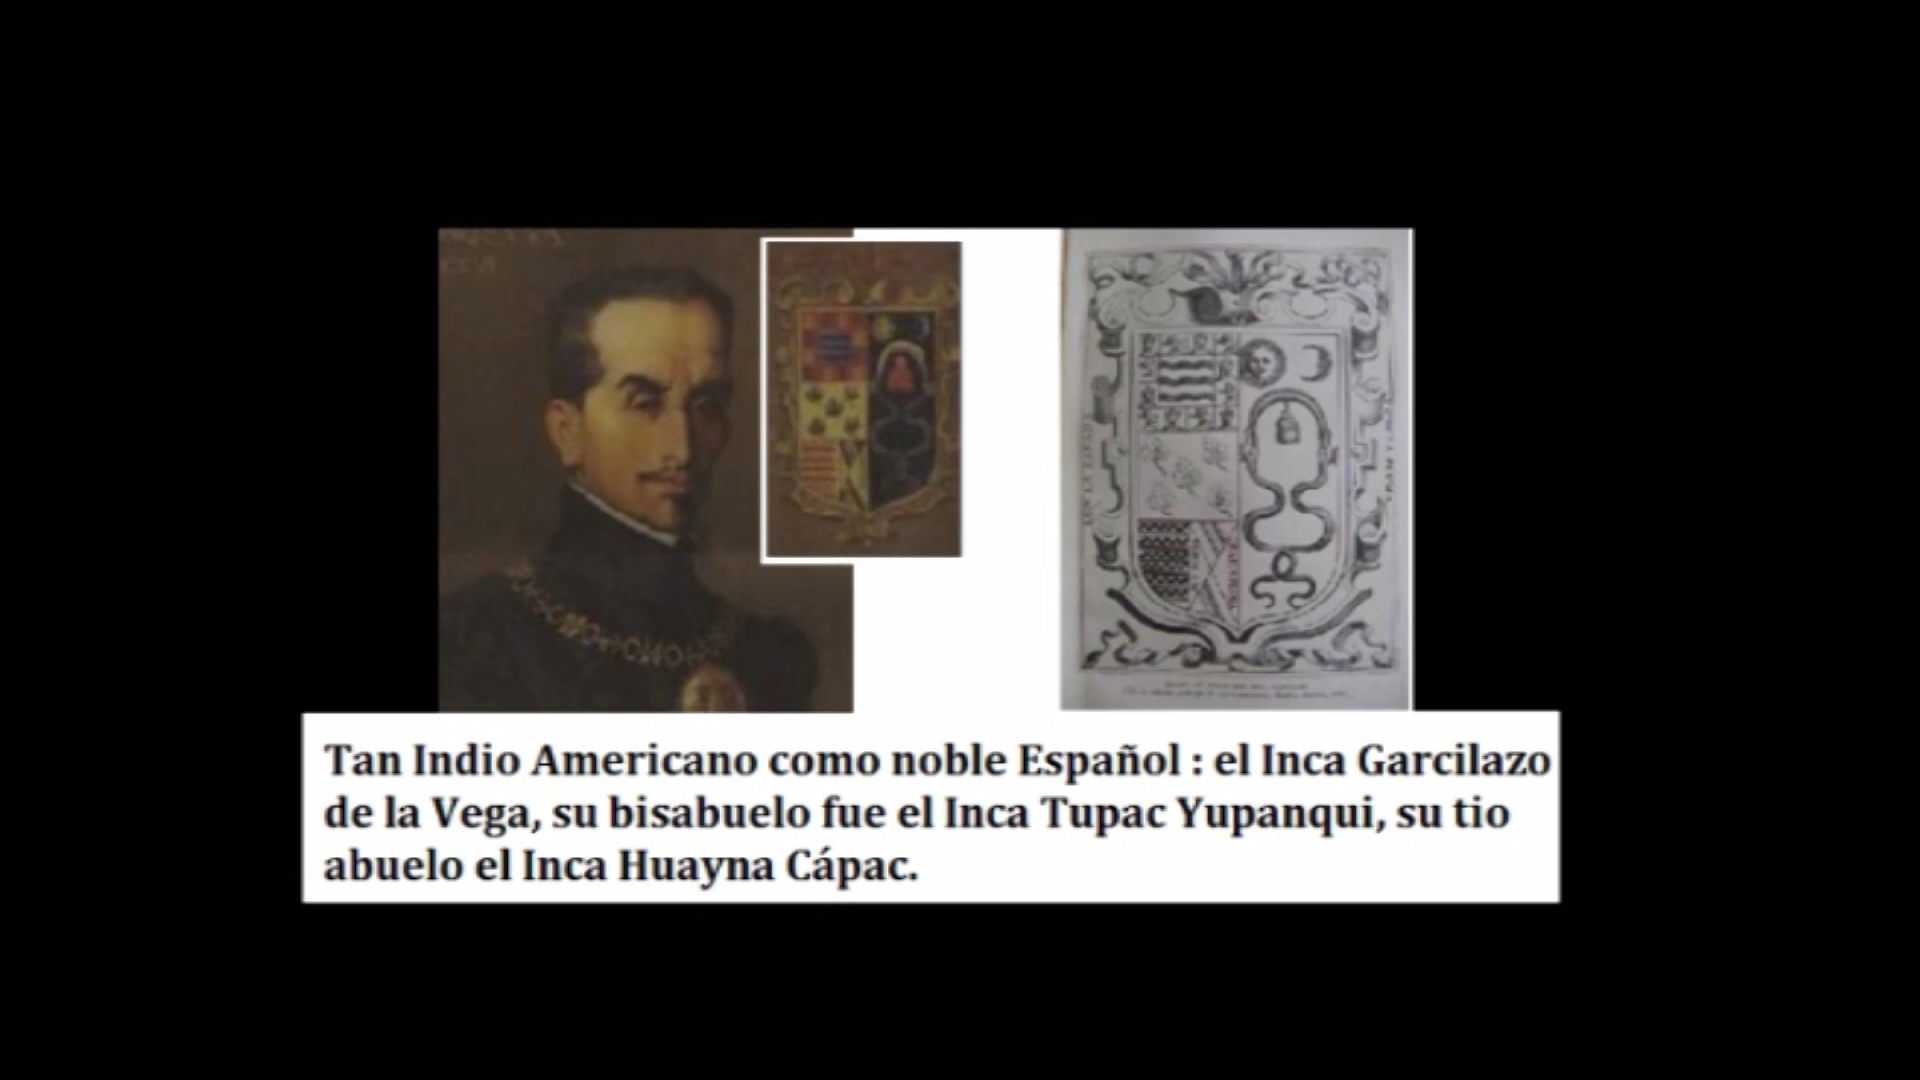 Tan Indio Americano como noble Español : el Inca Garcilazo
de la Vega, su bisabuelo fue el Inca Tupac Yupanqui, su tio
abuelo el Inca Huayna Cápac.